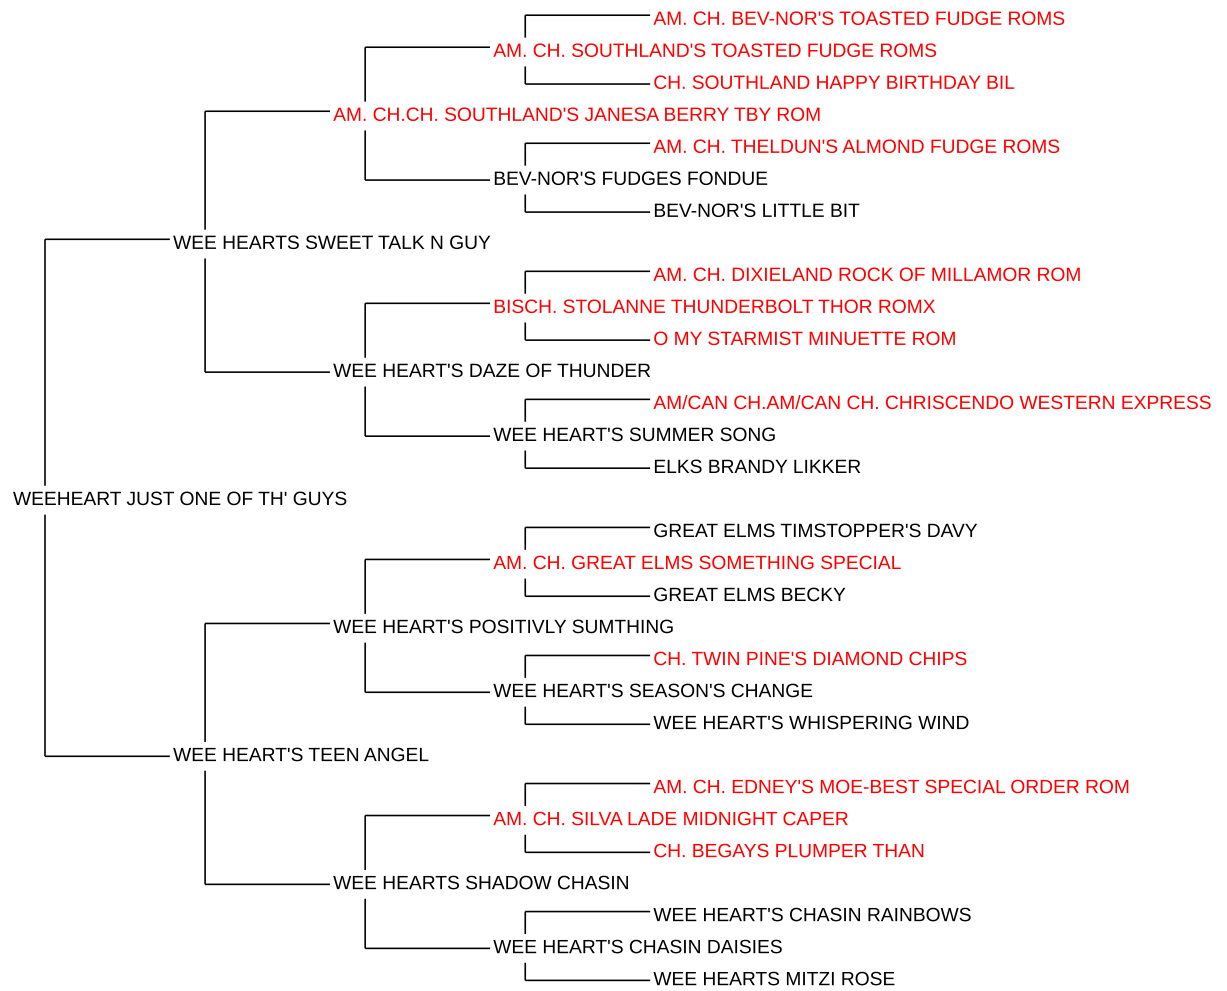 AM. CH. BEV-NOR'S TOASTED FUDGE ROMS
AM. CH. SOUTHLAND'S TOASTED FUDGE ROMS
CH. SOUTHLAND HAPPY BIRTHDAY BIL
AM. CH.CH. SOUTHLAND'S JANESA BERRY TBY ROM
AM. CH. THELDUN'S ALMOND FUDGE ROMS
BEV-NOR'S FUDGES FONDUE
BEV-NOR'S LITTLE BIT
WEE HEARTS SWEET TALK N GUY
AM. CH. DIXIELAND ROCK OF MILLAMOR ROM
BISCH. STOLANNE THUNDERBOLT THOR ROMX
O MY STARMIST MINUETTE ROM
WEE HEART'S DAZE OF THUNDER
AM/CAN CH.AM/CAN CH. CHRISCENDO WESTERN EXPRESS
WEE HEART'S SUMMER SONG
ELKS BRANDY LIKKER
WEEHEART JUST ONE OF TH' GUYS
GREAT ELMS TIMSTOPPER'S DAVY
AM. CH. GREAT ELMS SOMETHING SPECIAL
GREAT ELMS BECKY
WEE HEART'S POSITIVLY SUMTHING
CH. TWIN PINE'S DIAMOND CHIPS
WEE HEART'S SEASON'S CHANGE
WEE HEART'S WHISPERING WIND
WEE HEART'S TEEN ANGEL
AM. CH. EDNEY'S MOE-BEST SPECIAL ORDER ROM
AM. CH. SILVA LADE MIDNIGHT CAPER
CH. BEGAYS PLUMPER THAN
WEE HEARTS SHADOW CHASIN
WEE HEART'S CHASIN RAINBOWS
WEE HEART'S CHASIN DAISIES
WEE HEARTS MITZI ROSE